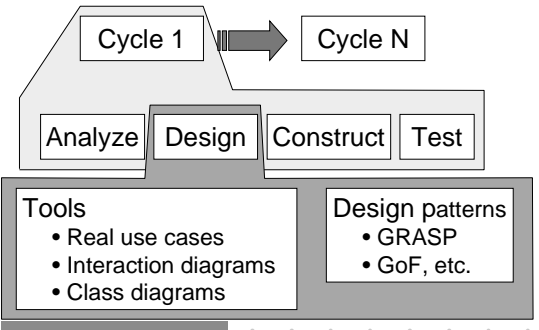 Cycle 1 Cycle N
Analyze Design Construct Test
Tools
• Real use cases
• Interaction diagrams
• Class diagrams
Design patterns
• GRASP
• GoF, etc.